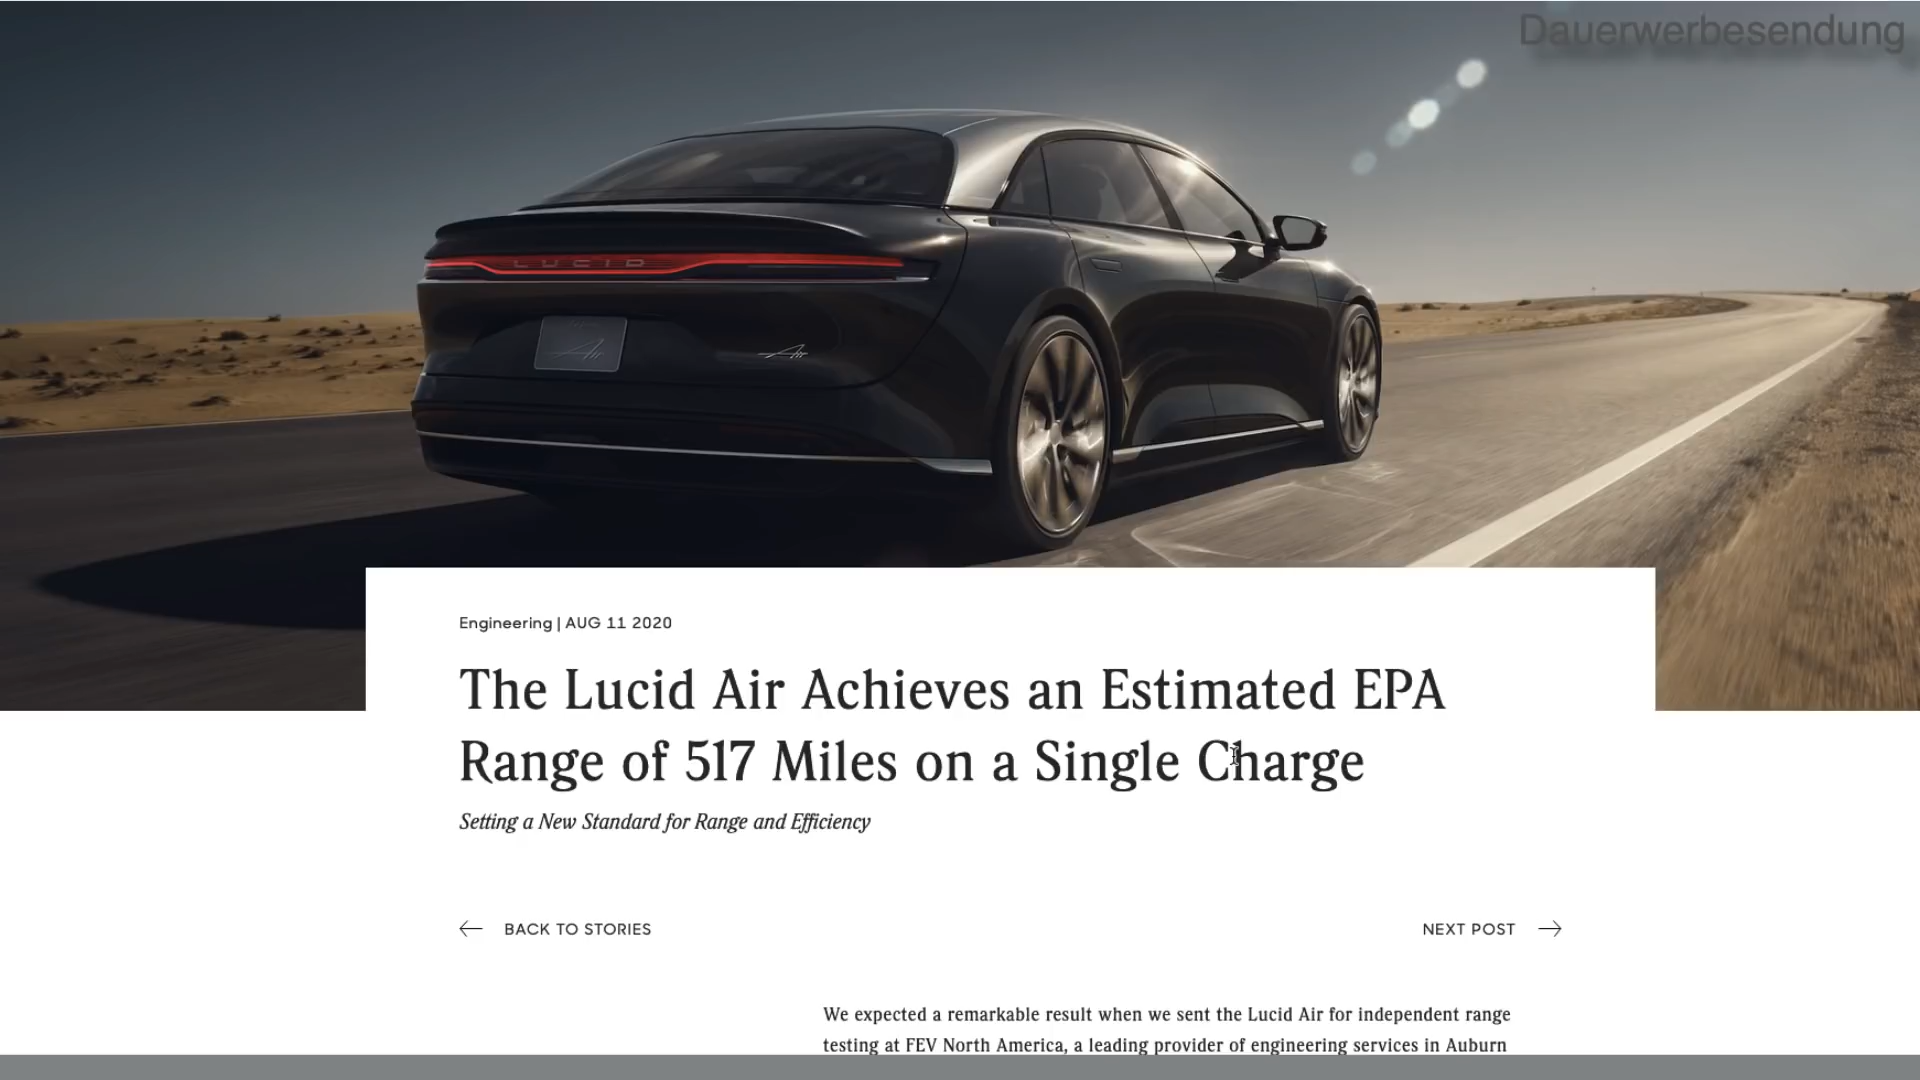 Dauerwerbesendung
LUCID
Air
Air
Engineering | AUG 11 2020
The Lucid Air Achieves an Estimated EPA
Range of 517 Miles on a Single Charge
Setting a New Standard for Range and Efficiency
BACK TO STORIES
NEXT POST
We expected a remarkable result when we sent the Lucid Air for independent range
testing at FEV North America, a leading provider of engineering services in Auburn